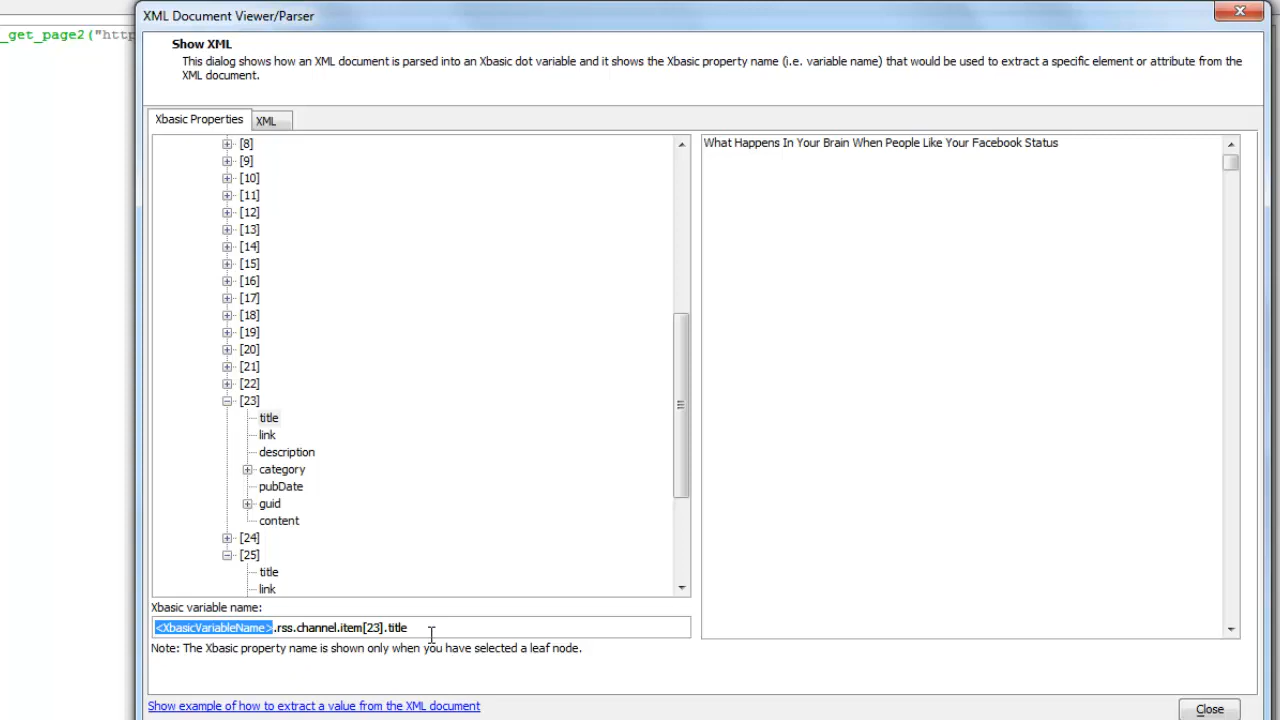 _get_page2("http
XML Document Viewer/Parser
Show XML
This dialog shows how an XML document is parsed into an Xbasic dot variable and it shows the Xbasic property name (i.e. variable name) that would be used to extract a specific element or attribute from the
XML document.
Xbasic Properties
XML
[8]
[9]
[10]
[11]
[12]
[13]
[14]
[15]
[16]
[17]
[18]
[19]
[20]
[21]
[22]
[23]
title
link
description
category
pubDate
guid
content
[24]
[25]
title
link
What Happens In Your Brain When People Like Your Facebook Status
Xbasic variable name:
<XbasicVariableName>.rss.channel.item[23].title
Note: The Xbasic property name is shown only when you have selected a leaf node.
Show example of how to extract a value from the XML document
Close